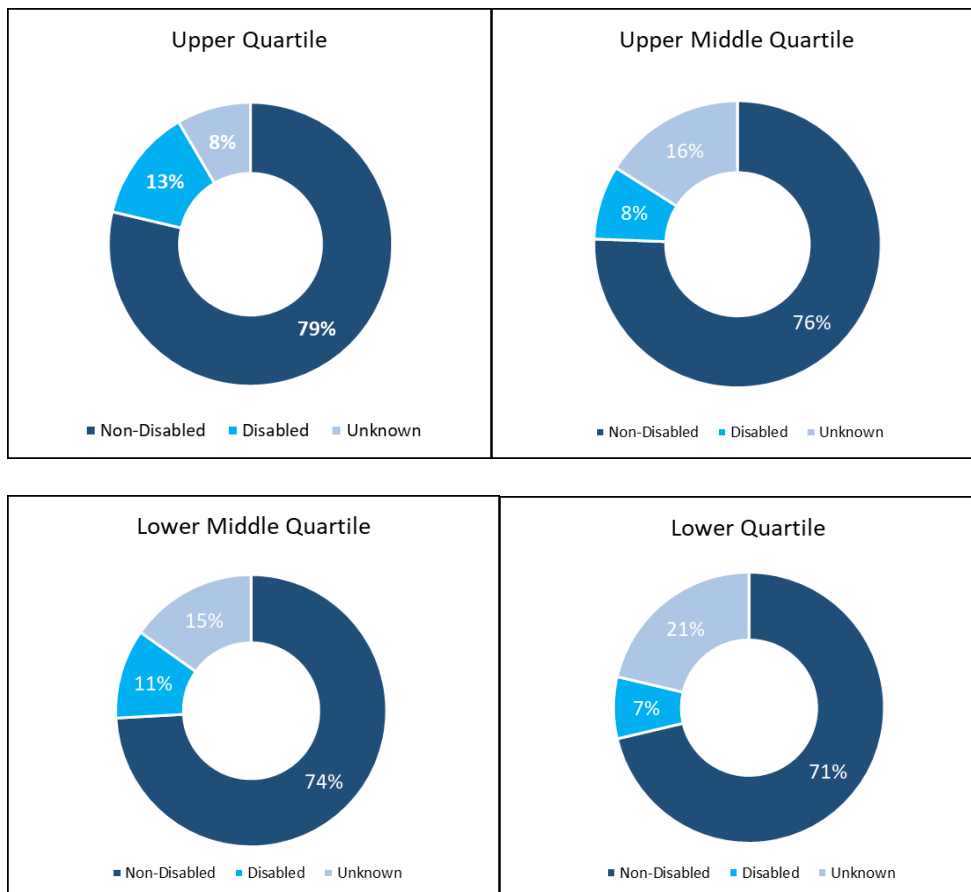 Upper Quartile
8%
13%
79%
Non-Disabled Disabled Unknown
Upper Middle Quartile
16%
8%
76%
Non-Disabled Disabled Unknown
Lower Middle Quartile
15%
11%
74%
Non-Disabled Disabled Unknown
Lower Quartile
21%
7%
71%
Non-Disabled Disabled Unknown